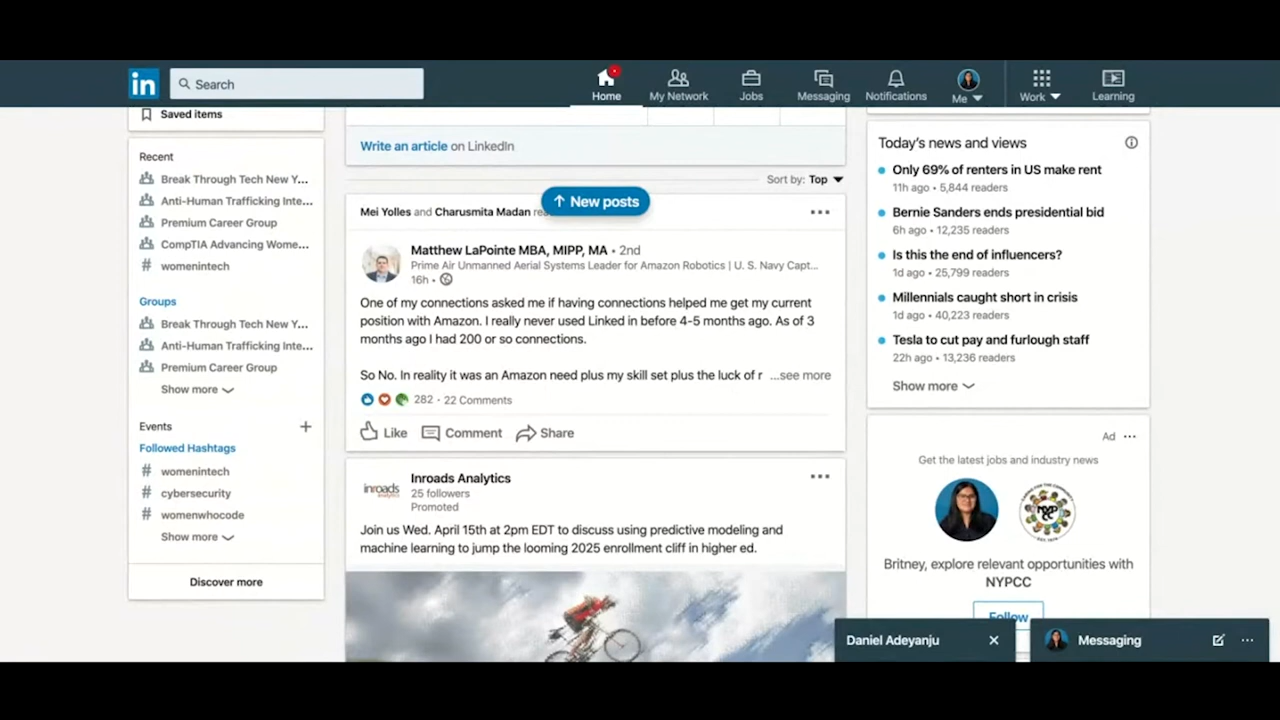 in
Search
Home
My Network
Jobs
Messaging
Notifications
Me
Work
Learning
Saved items
Recent
Break Through Tech New Y...
Anti-Human Trafficking Inte...
Premium Career Group
CompTIA Advancing Wome...
# womenintech
Groups
Break Through Tech New Y...
Anti-Human Trafficking Inte...
Premium Career Group
Show more
Events +
Followed Hashtags
# womenintech
# cybersecurity
# womenwhocode
Show more
Discover more
Write an article on LinkedIn
Sort by: Top
↑ New posts
Mei Yolles and Charusmita Madan
Matthew LaPointe MBA, MIPP, MA • 2nd
Prime Air Unmanned Aerial Systems Leader for Amazon Robotics | U. S. Navy Capt...
16h •
One of my connections asked me if having connections helped me get my current
position with Amazon. I really never used Linked in before 4-5 months ago. As of 3
months ago I had 200 or so connections.
So No. In reality it was an Amazon need plus my skill set plus the luck of r ...see more
282 · 22 Comments
Like
Comment
Share
inroads
Inroads Analytics
25 followers
Promoted
Join us Wed. April 15th at 2pm EDT to discuss using predictive modeling and
machine learning to jump the looming 2025 enrollment cliff in higher ed.
Today's news and views
Only 69% of renters in US make rent
11h ago • 5,844 readers
Bernie Sanders ends presidential bid
6h ago • 12,235 readers
Is this the end of influencers?
1d ago • 25,799 readers
Millennials caught short in crisis
1d ago • 40,223 readers
Tesla to cut pay and furlough staff
22h ago • 13,236 readers
Show more
Ad ...
Get the latest jobs and industry news
Britney, explore relevant opportunities with
NYPCC
Follow
Daniel Adeyanju
Messaging